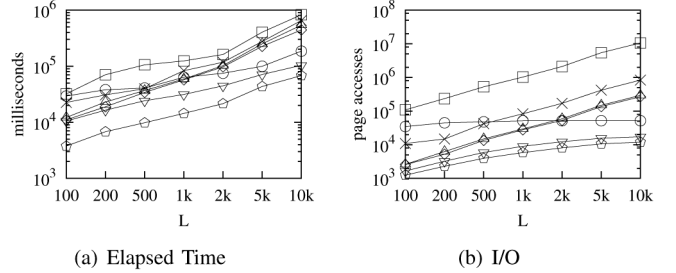 milliseconds
10^6
10^5
10^4
10^3
100 200 500 1k 2k 5k 10k
L
(a) Elapsed Time
page accesses
10^8
10^7
10^6
10^5
10^4
10^3
100 200 500 1k 2k 5k 10k
L
(b) I/O